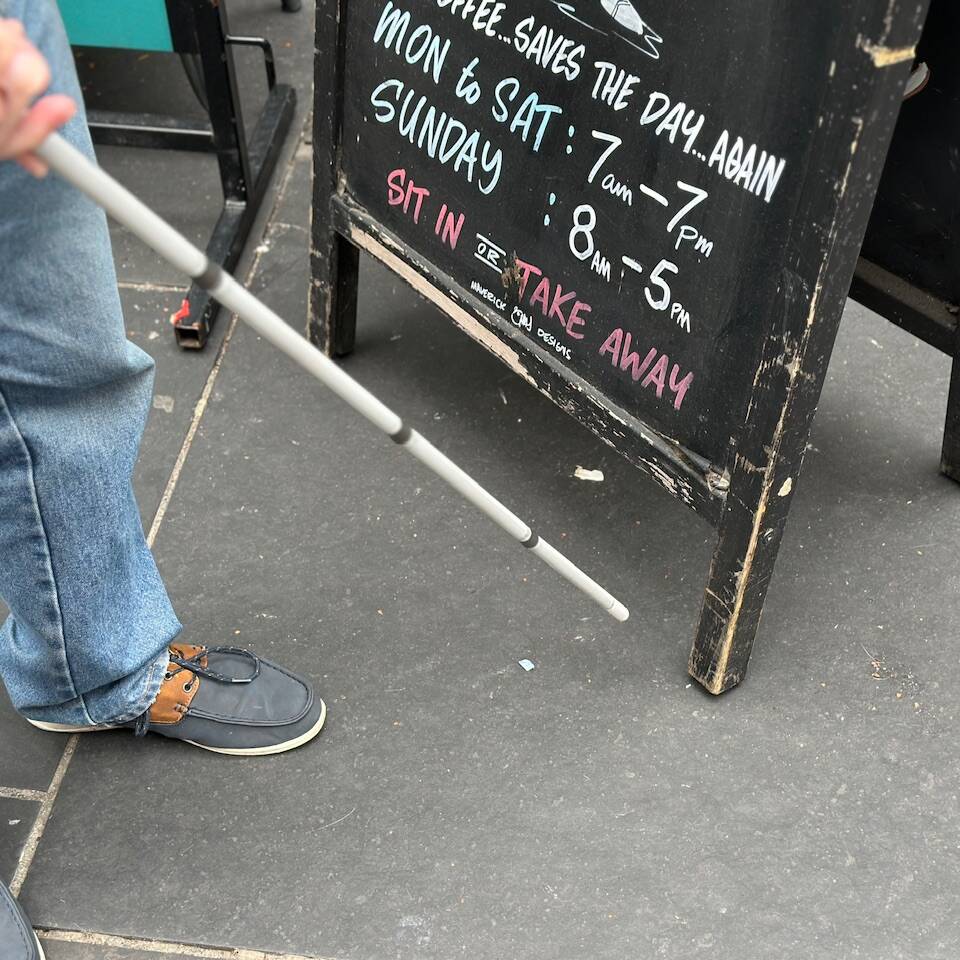 OFFEE...SAVES THE DAY...AGAIN
MON to SAT : 7am - 7pm
SUNDAY : 8AM - 5PM
SIT IN OR TAKE AWAY
MAVERICK DESIGNS